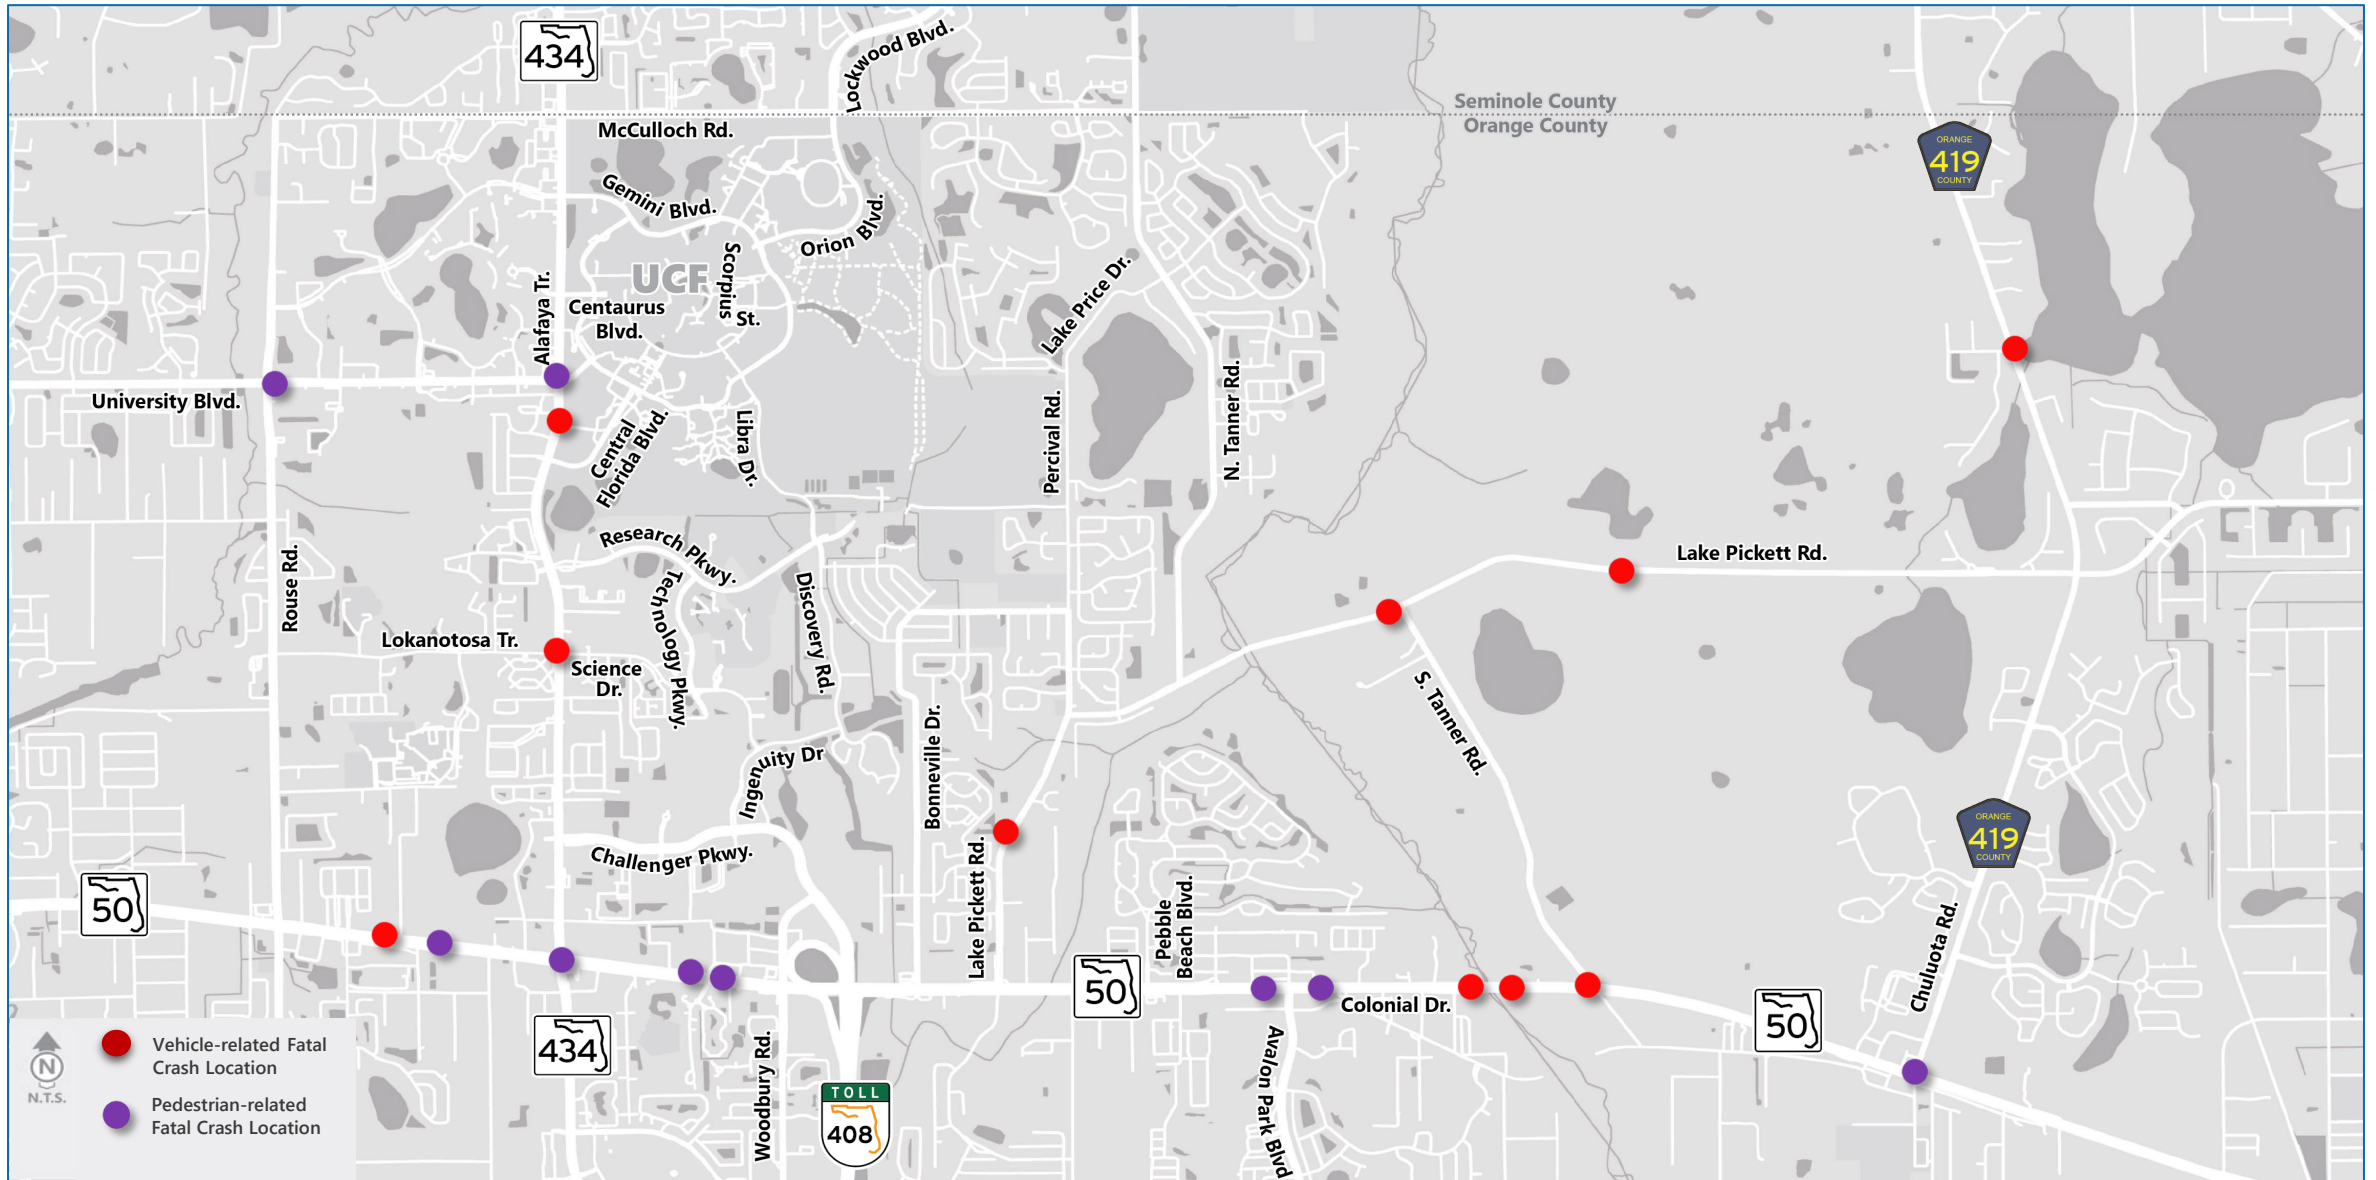 434
Lockwood Blvd.
Seminole County
Orange County
McCulloch Rd.
ORANGE
419
COUNTY
Gemini Blvd.
Orion Blvd.
Scorpius
St.
UCF
Centaurus
Blvd.
Alafaya Tr.
Lake Price Dr.
University Blvd.
Central
Florida Blvd.
Libra Dr.
Percival Rd.
N. Tanner Rd.
Rouse Rd.
Research Pkwy.
Technology Pkwy.
Discovery Rd.
Lake Pickett Rd.
Lokanotosa Tr.
Science
Dr.
S. Tanner Rd.
Ingenuity Dr
Bonneville Dr.
ORANGE
419
COUNTY
Challenger Pkwy.
Lake Pickett Rd.
Pebble
Beach Blvd.
Chuluota Rd.
50
50
Colonial Dr.
50
434
Woodbury Rd.
Avalon Park Blvd
TOLL
408
N
N.T.S.
Vehicle-related Fatal
Crash Location
Pedestrian-related
Fatal Crash Location